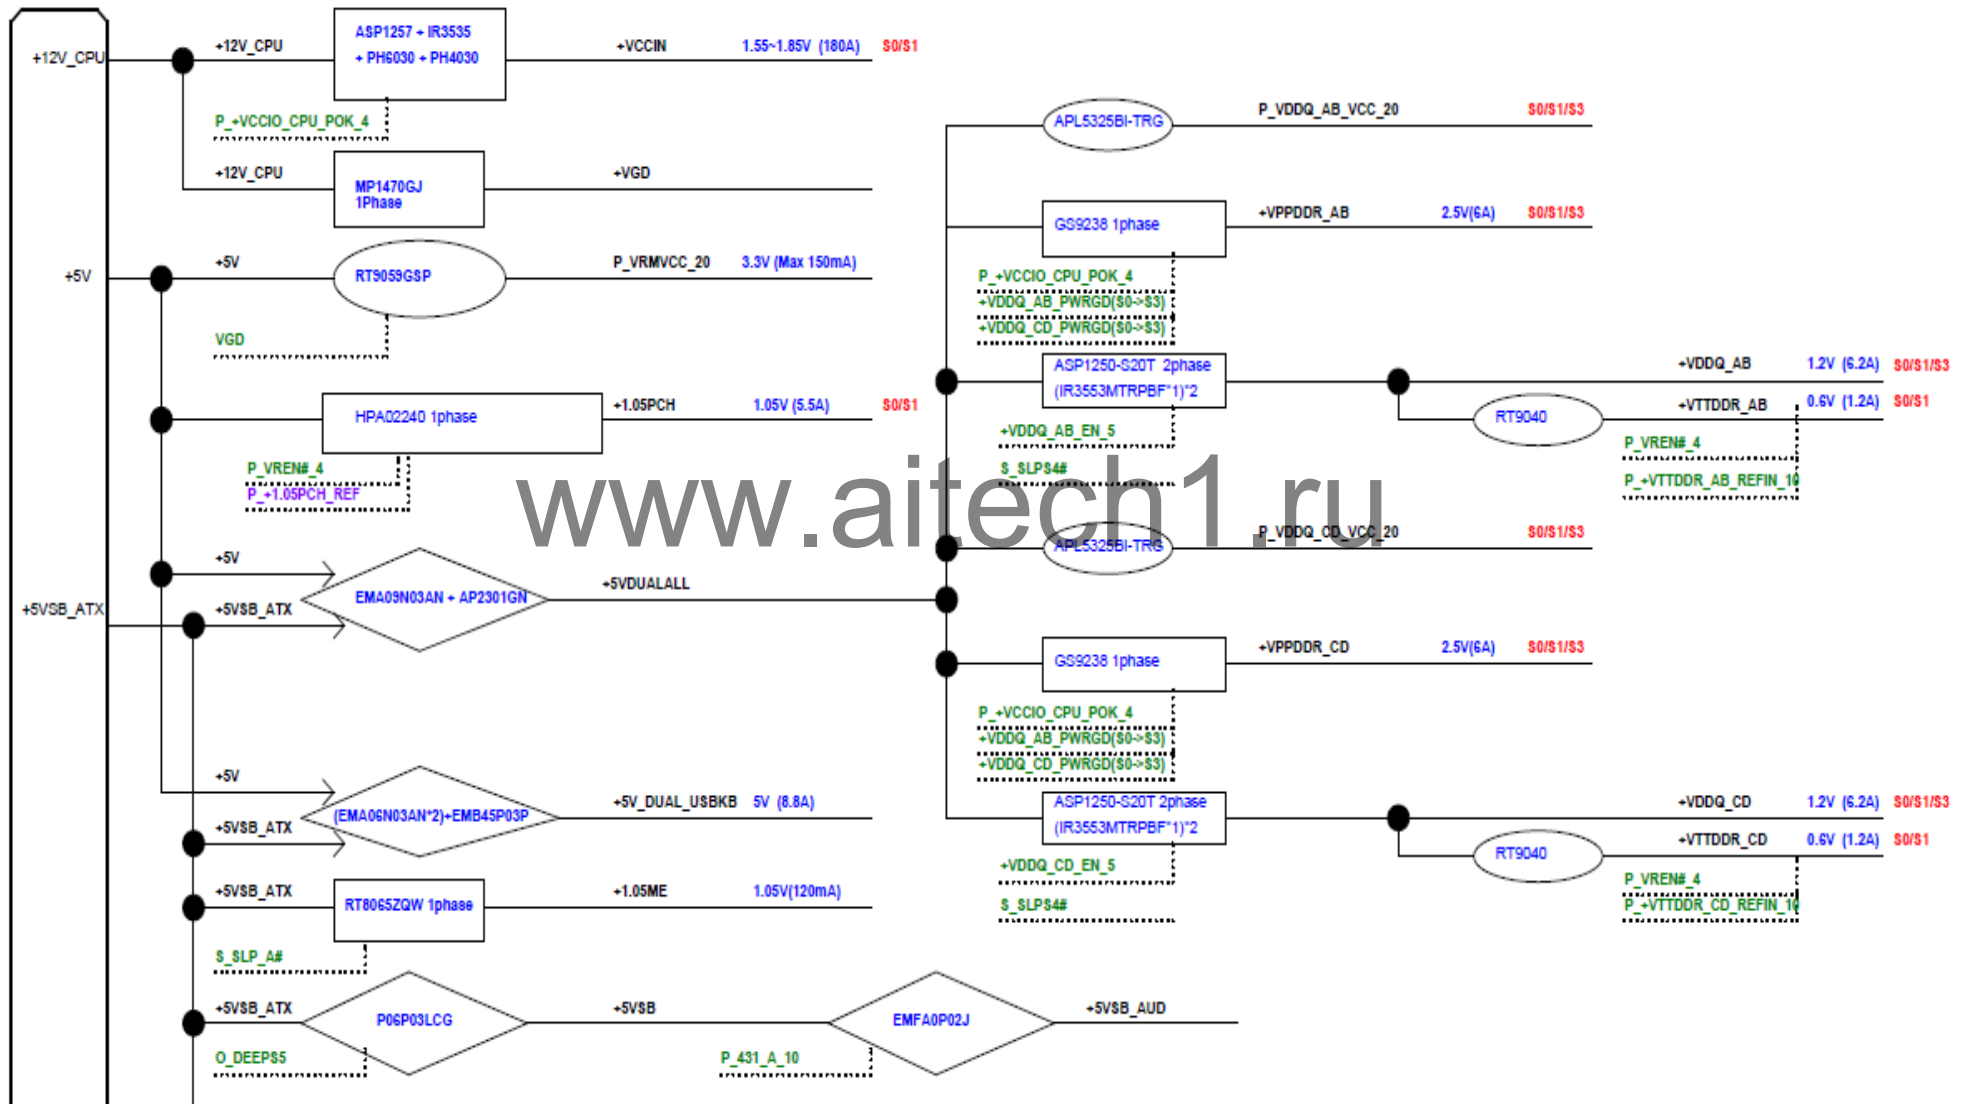 +12V_CPU
+12V_CPU
ASP1257 + IR3535
+ PH6030 + PH4030
+VCCIN
1.55~1.85V (180A)
S0/S1
P_+VCCIO_CPU_POK_4
+12V_CPU
MP1470GJ
1Phase
+VGD
+5V
+5V
RT9059GSP
P_VRMVCC_20
3.3V (Max 150mA)
VGD
HPA02240 1phase
+1.05PCH
1.05V (5.5A)
S0/S1
P_VREN#_4
P_+1.05PCH_REF
+5V
+5VSB_ATX
+5VSB_ATX
EMA09N03AN + AP2301GN
+5VDUALALL
+5V
+5VSB_ATX
(EMA06N03AN*2)+EMB45P03P
+5V_DUAL_USBKB
5V (8.8A)
+5VSB_ATX
RT8065ZQW 1phase
+1.05ME
1.05V(120mA)
S_SLP_A#
+5VSB_ATX
P06P03LCG
+5VSB
O_DEEPS5
EMFA0P02J
+5VSB_AUD
P_431_A_10
APL5325BI-TRG
P_VDDQ_AB_VCC_20
S0/S1/S3
GS9238 1phase
+VPPDDR_AB
2.5V(6A)
S0/S1/S3
P_+VCCIO_CPU_POK_4
+VDDQ_AB_PWRGD(S0->S3)
+VDDQ_CD_PWRGD(S0->S3)
ASP1250-S20T 2phase
(IR3553MTRPBF*1)*2
+VDDQ_AB
1.2V (6.2A)
S0/S1/S3
+VDDQ_AB_EN_5
S_SLPS4#
RT9040
+VTTDDR_AB
0.6V (1.2A)
S0/S1
P_VREN#_4
P_+VTTDDR_AB_REFIN_10
www.aitech1.ru
APL5325BI-TRG
P_VDDQ_CD_VCC_20
S0/S1/S3
GS9238 1phase
+VPPDDR_CD
2.5V(6A)
S0/S1/S3
P_+VCCIO_CPU_POK_4
+VDDQ_AB_PWRGD(S0->S3)
+VDDQ_CD_PWRGD(S0->S3)
ASP1250-S20T 2phase
(IR3553MTRPBF*1)*2
+VDDQ_CD
1.2V (6.2A)
S0/S1/S3
+VDDQ_CD_EN_5
S_SLPS4#
RT9040
+VTTDDR_CD
0.6V (1.2A)
S0/S1
P_VREN#_4
P_+VTTDDR_CD_REFIN_10